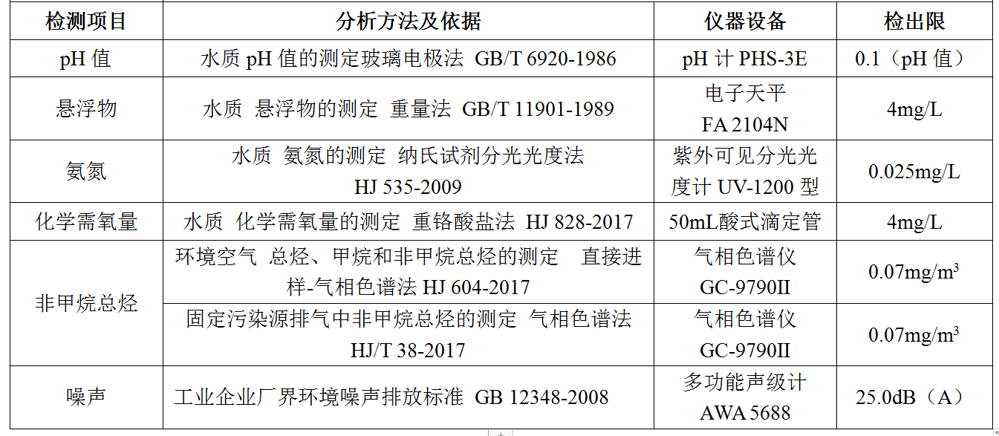 检测项目 分析方法及依据 仪器设备 检出限
pH 值 水质 pH 值的测定玻璃电极法 GB/T 6920-1986 pH 计 PHS-3E 0.1（pH 值）
悬浮物 水质 悬浮物的测定 重量法 GB/T 11901-1989 电子天平
FA 2104N
4mg/L
氨氮 水质 氨氮的测定 纳氏试剂分光光度法
HJ 535-2009
紫外可见分光光
度计 UV-1200 型
0.025mg/L
化学需氧量 水质 化学需氧量的测定 重铬酸盐法 HJ 828-2017 50mL酸式滴定管 4mg/L
非甲烷总烃
环境空气 总烃、甲烷和非甲烷总烃的测定 直接进
样-气相色谱法 HJ 604-2017
气相色谱仪
GC-9790II
0.07mg/m³
固定污染源排气中非甲烷总烃的测定 气相色谱法
HJ/T 38-2017
气相色谱仪
GC-9790II
0.07mg/m³
噪声 工业企业厂界环境噪声排放标准 GB 12348-2008 多功能声级计
AWA 5688
25.0dB（A）